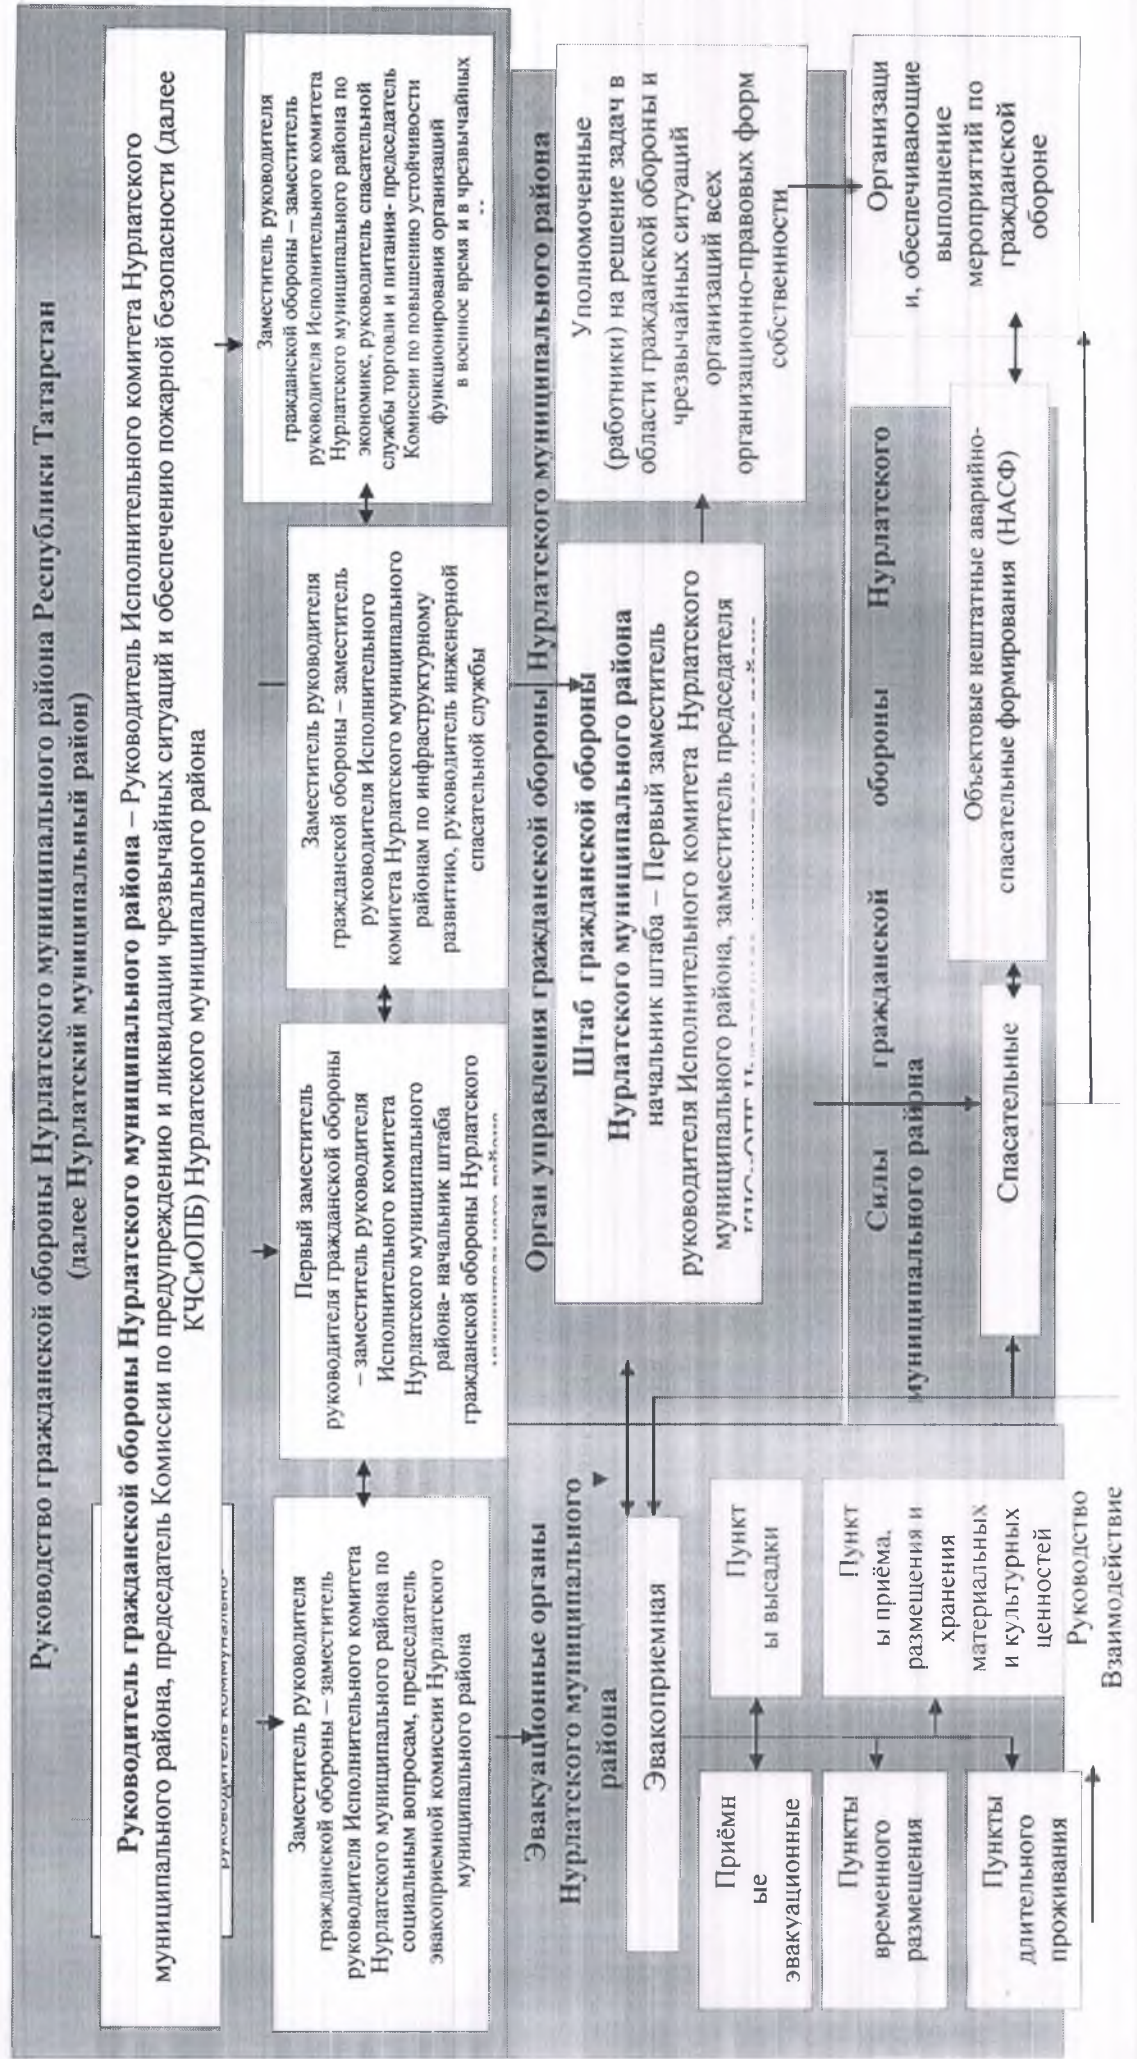 Руководство гражданской обороны Нурлатского муниципального района Республики Татарстан
(далее Нурлатский муниципальный район)
Руководитель гражданской обороны Нурлатского муниципального района – Руководитель Исполнительного комитета Нурлатского
муниципального района, председатель Комиссии по предупреждению и ликвидации чрезвычайных ситуаций и обеспечению пожарной безопасности (далее
КЧСиОПБ) Нурлатского муниципального района
Заместитель руководителя
гражданской обороны – заместитель
руководителя Исполнительного комитета
Нурлатского муниципального района по
социальным вопросам, председатель
эвакоприемной комиссии Нурлатского
муниципального района
Первый заместитель
руководителя гражданской обороны
– заместитель руководителя
Исполнительного комитета
Нурлатского муниципального
района- начальник штаба
гражданской обороны Нурлатского
Заместитель руководителя
гражданской обороны – заместитель
руководителя Исполнительного
комитета Нурлатского муниципального
районам по инфраструктурному
развитию, руководитель инженерной
спасательной службы
Заместитель руководителя
гражданской обороны – заместитель
руководителя Исполнительного комитета
Нурлатского муниципального района по
экономике, руководитель спасательной
службы торговли и питания- председатель
Комиссии по повышению устойчивости
функционирования организаций
в военное время и в чрезвычайных
Эвакуационные органы
Нурлатского муниципального
района
Эвакоприемная
Приёмн
ые
эвакуационные
Пункт
ы высадки
Пункты
временного
размещения
Пункт
ы приёма,
размещения и
хранения
материальных
и культурных
ценностей
Пункты
длительного
проживания
Орган управления гражданской обороны Нурлатского муниципального района
Штаб гражданской обороны
Нурлатского муниципального района
начальник штаба – Первый заместитель
руководителя Исполнительного комитета Нурлатского
муниципального района, заместитель председателя
Уполномоченные
(работники) на решение задач в
области гражданской обороны и
чрезвычайных ситуаций
организаций всех
организационно-правовых форм
собственности
Силы гражданской обороны Нурлатского
муниципального района
Спасательные
Объектовые нештатные аварийно-
спасательные формирования (НАСФ)
Организаци
и, обеспечивающие
выполнение
мероприятий по
гражданской
обороне
Руководство
Взаимодействие